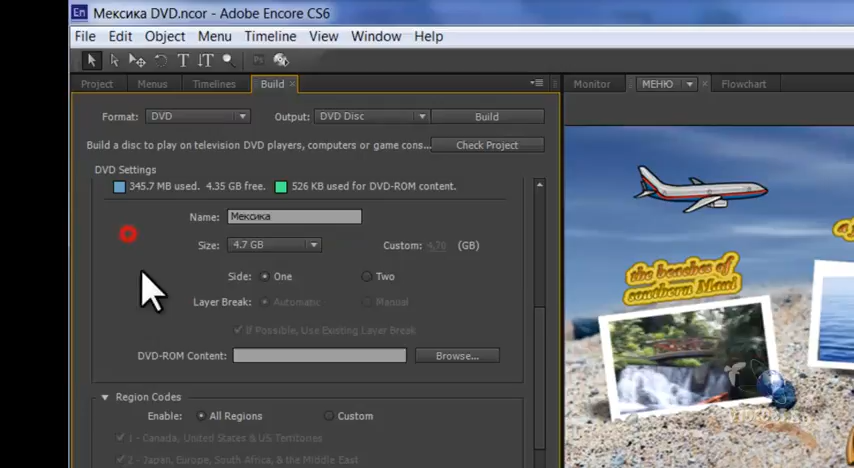 Мексика DVD.ncor - Adobe Encore CS6
File Edit Object Menu Timeline View Window Help
Project Menus Timelines Build Monitor МЕНЮ Flowchart
Format: DVD Output: DVD Disc Build
Build a disc to play on television DVD players, computers or game cons... Check Project
DVD Settings
345.7 MB used. 4.35 GB free. 526 KB used for DVD-ROM content.
Name: Мексика
Size: 4.7 GB Custom: 4,70 (GB)
Side: One Two
Layer Break: Automatic Manual
If Possible, Use Existing Layer Break
DVD-ROM Content: Browse...
Region Codes
Enable: All Regions Custom
1 - Canada, United States & US Territories
2 - Japan, Europe, South Africa, & the Middle East
the beaches of
southern Maui